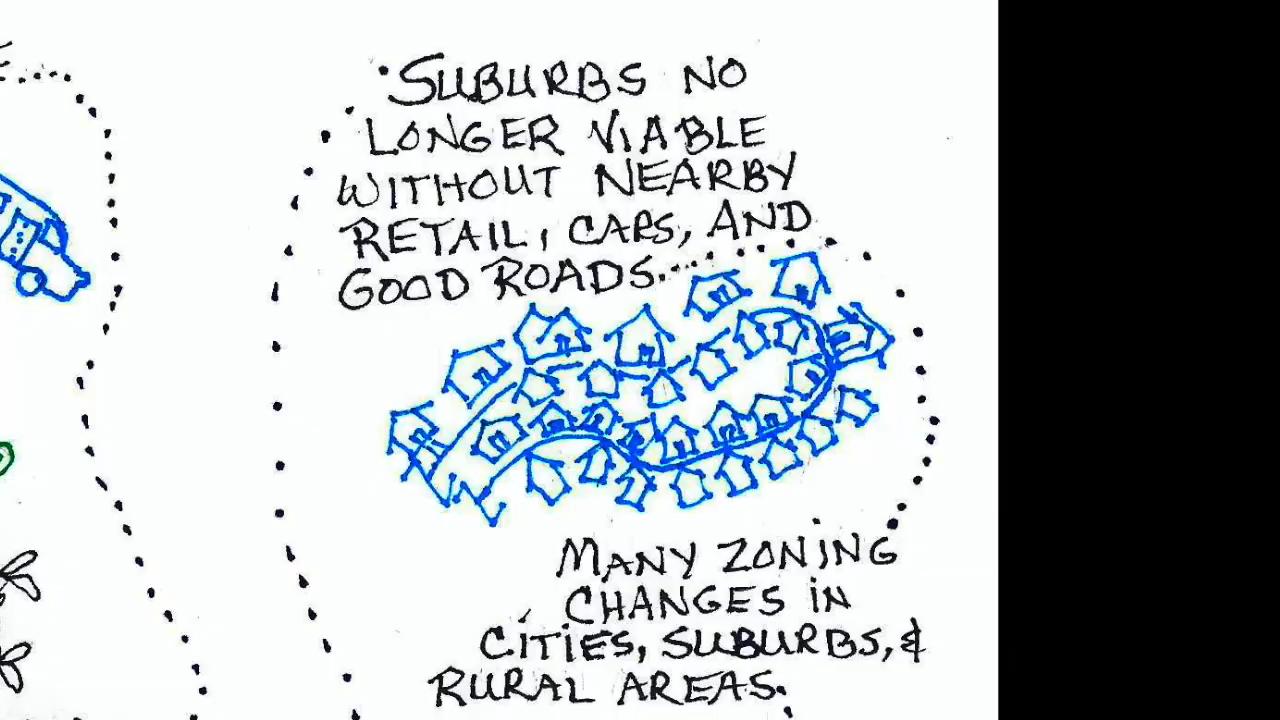 SUBURBS NO
LONGER VIABLE
WITHOUT NEARBY
RETAIL, CARS, AND
GOOD ROADS.
MANY ZONING
CHANGES IN
CITIES, SUBURBS, &
RURAL AREAS.